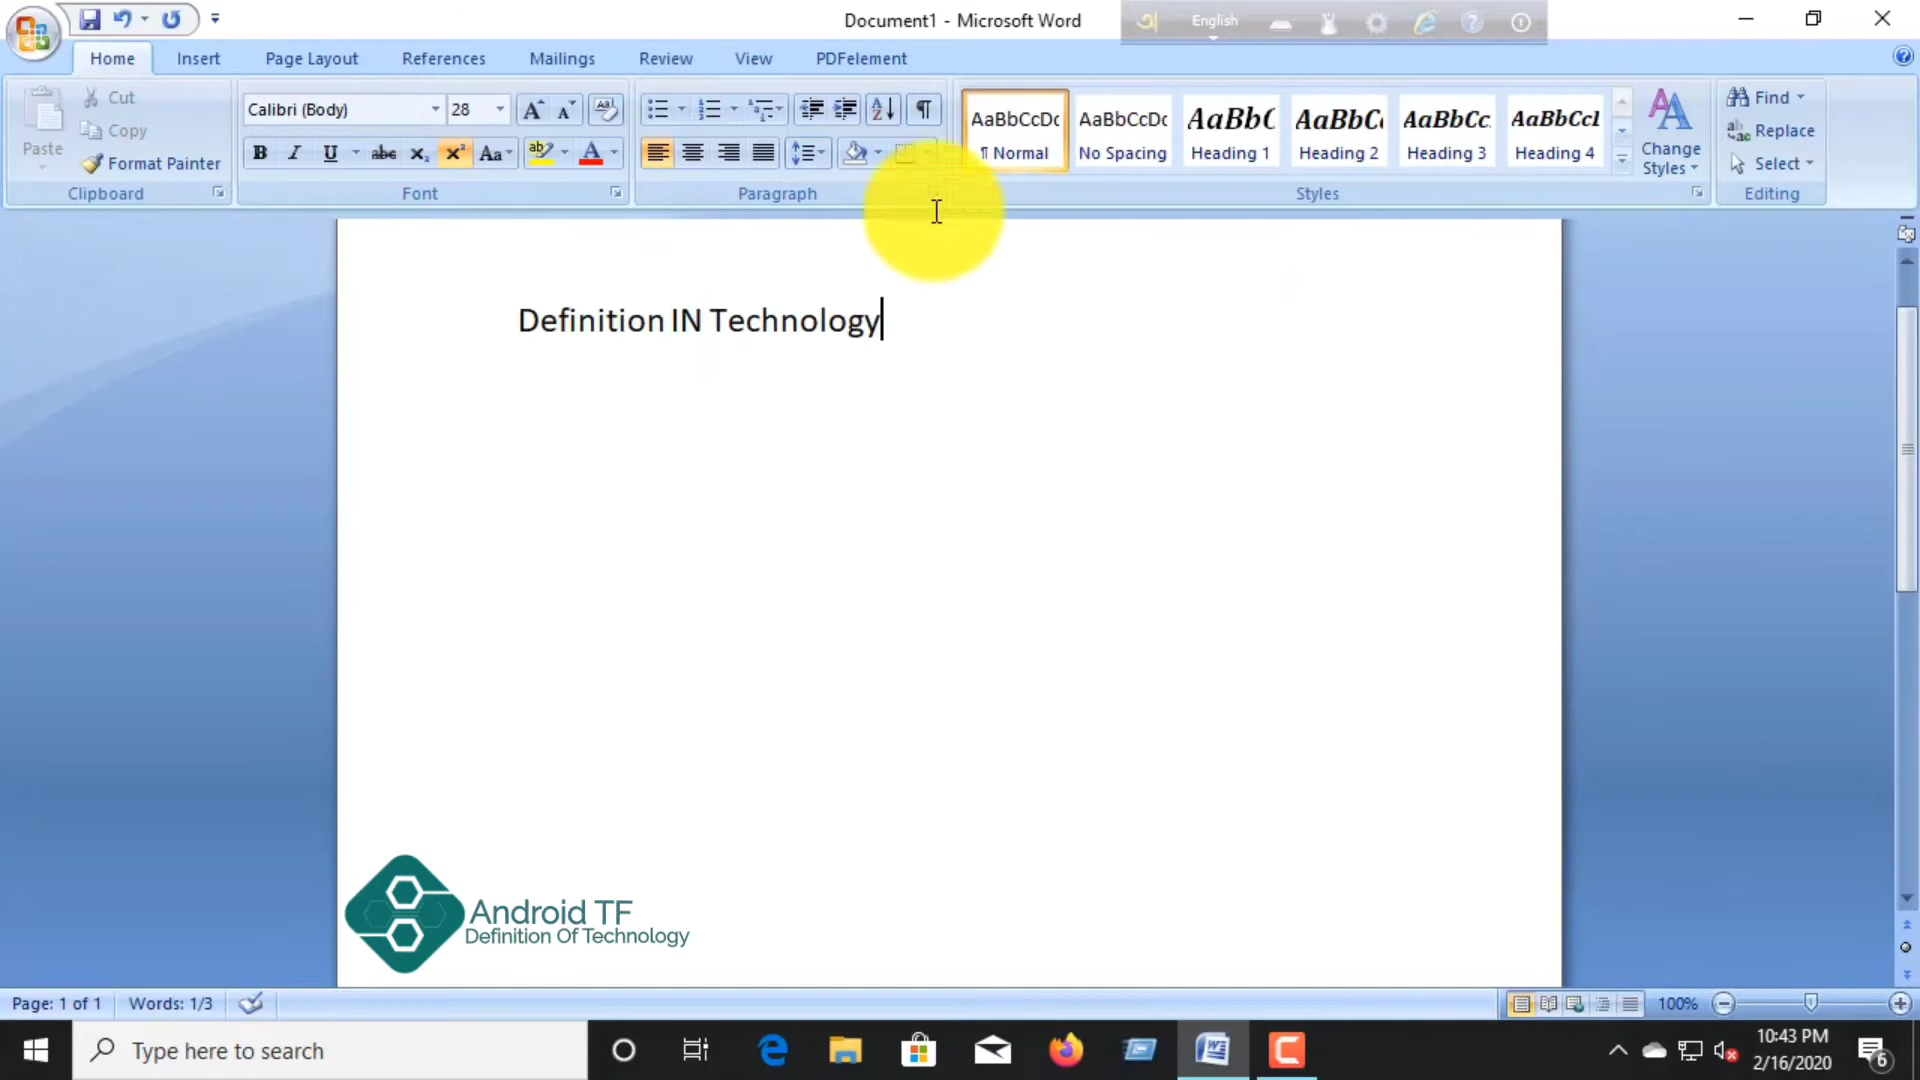 Document1 - Microsoft Word
English
Home Insert Page Layout References Mailings Review View PDFelement
Paste
Cut
Copy
Format Painter
Clipboard
Calibri (Body) 28
Font
Paragraph
AaBbCcDc AaBbCcDc AaBbC AaBbC AaBbCc AaBbCcI
¶ Normal No Spacing Heading 1 Heading 2 Heading 3 Heading 4
Change Styles
Styles
Find
Replace
Select
Editing
Definition IN Technology
Android TF
Definition Of Technology
Page: 1 of 1 Words: 1/3 100%
Type here to search
10:43 PM
2/16/2020
6